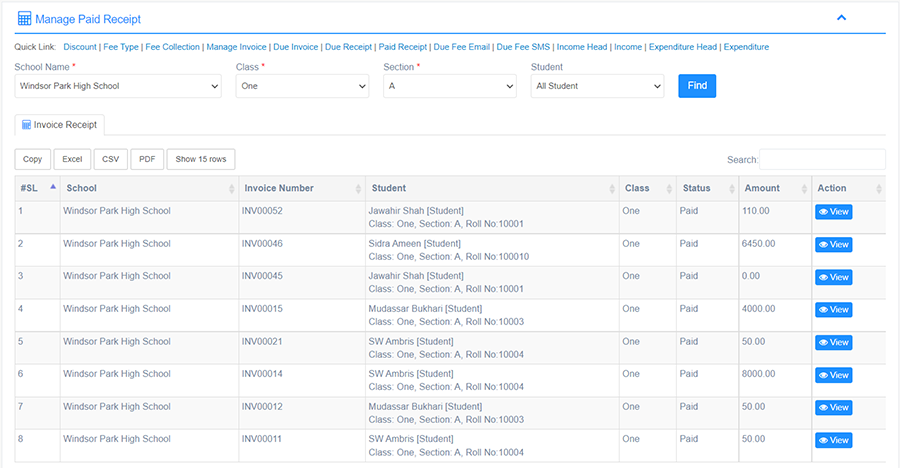 Manage Paid Receipt
Quick Link: Discount | Fee Type | Fee Collection | Manage Invoice | Due Invoice | Due Receipt | Paid Receipt | Due Fee Email | Due Fee SMS | Income Head | Income | Expenditure Head | Expenditure
School Name * Class * Section * Student
Windsor Park High School One A All Student Find
Invoice Receipt
Copy Excel CSV PDF Show 15 rows Search:
#SL School Invoice Number Student Class Status Amount Action
1 Windsor Park High School INV00052 Jawahir Shah [Student] One Paid 110.00 View
Class: One, Section: A, Roll No:10001
2 Windsor Park High School INV00046 Sidra Ameen [Student] One Paid 6450.00 View
Class: One, Section: A, Roll No:100010
3 Windsor Park High School INV00045 Jawahir Shah [Student] One Paid 0.00 View
Class: One, Section: A, Roll No:10001
4 Windsor Park High School INV00015 Mudassar Bukhari [Student] One Paid 4000.00 View
Class: One, Section: A, Roll No:10003
5 Windsor Park High School INV00021 SW Ambris [Student] One Paid 50.00 View
Class: One, Section: A, Roll No:10004
6 Windsor Park High School INV00014 SW Ambris [Student] One Paid 8000.00 View
Class: One, Section: A, Roll No:10004
7 Windsor Park High School INV00012 Mudassar Bukhari [Student] One Paid 50.00 View
Class: One, Section: A, Roll No:10003
8 Windsor Park High School INV00011 SW Ambris [Student] One Paid 50.00 View
Class: One, Section: A, Roll No:10004